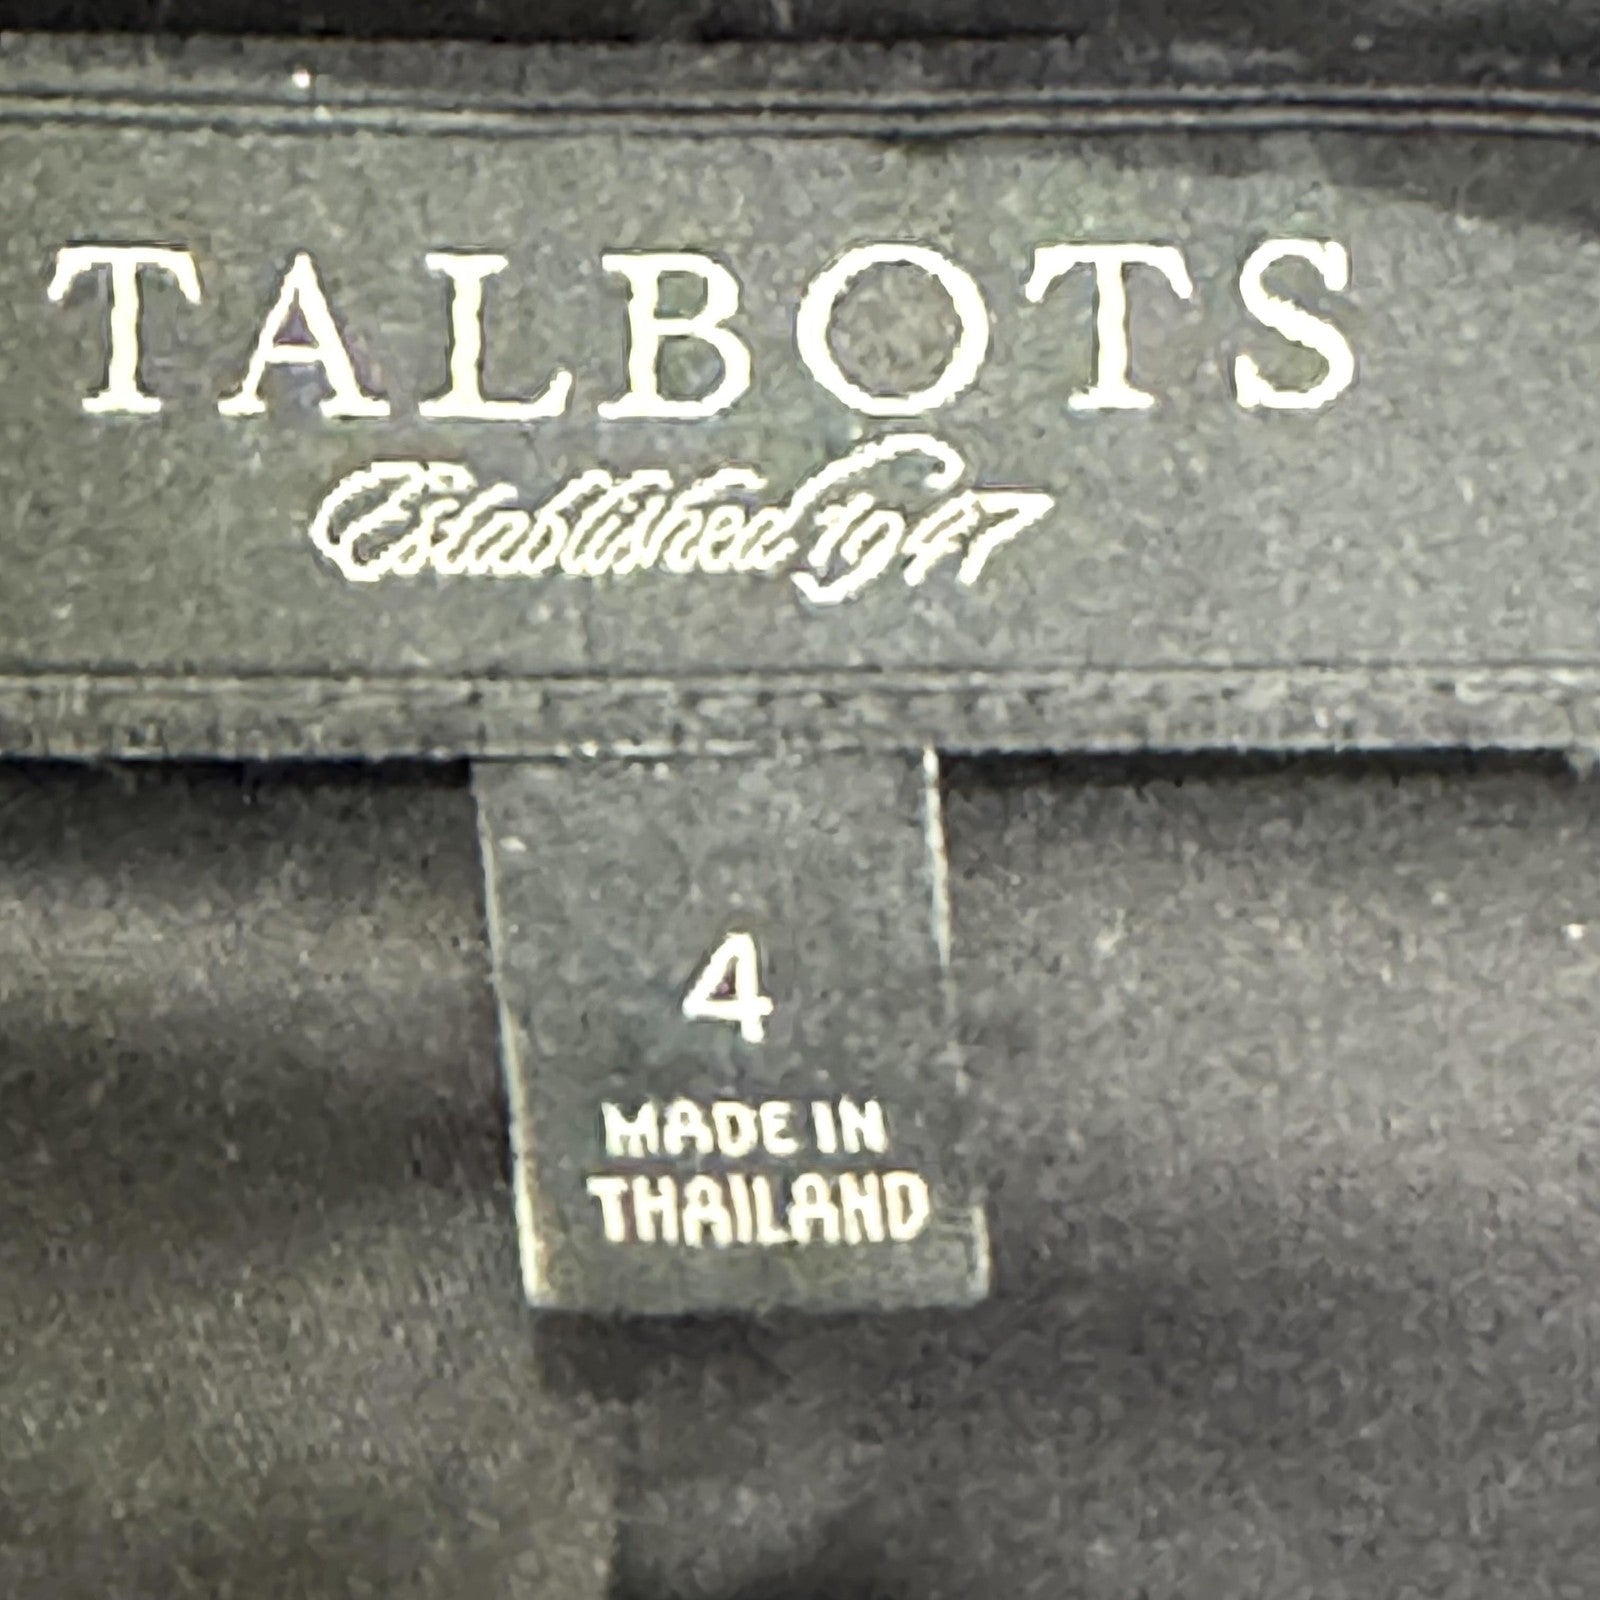 TALBOTS
Established 1947
4
MADE IN
THAILAND